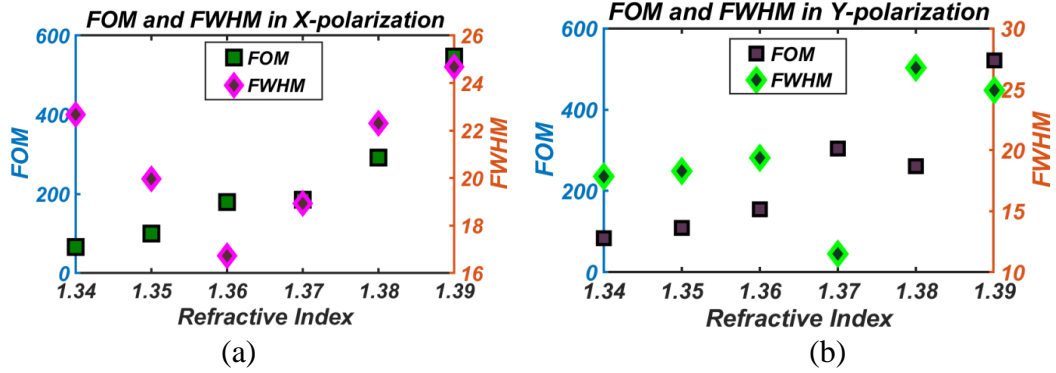 FOM and FWHM in X-polarization
600
400
200
0
FOM
FOM
FWHM
26
24
22
20
18
16
FWHM
1.34 1.35 1.36 1.37 1.38 1.39
Refractive Index
(a)
FOM and FWHM in Y-polarization
600
400
200
0
FOM
FOM
FWHM
30
25
20
15
10
FWHM
1.34 1.35 1.36 1.37 1.38 1.39
Refractive Index
(b)